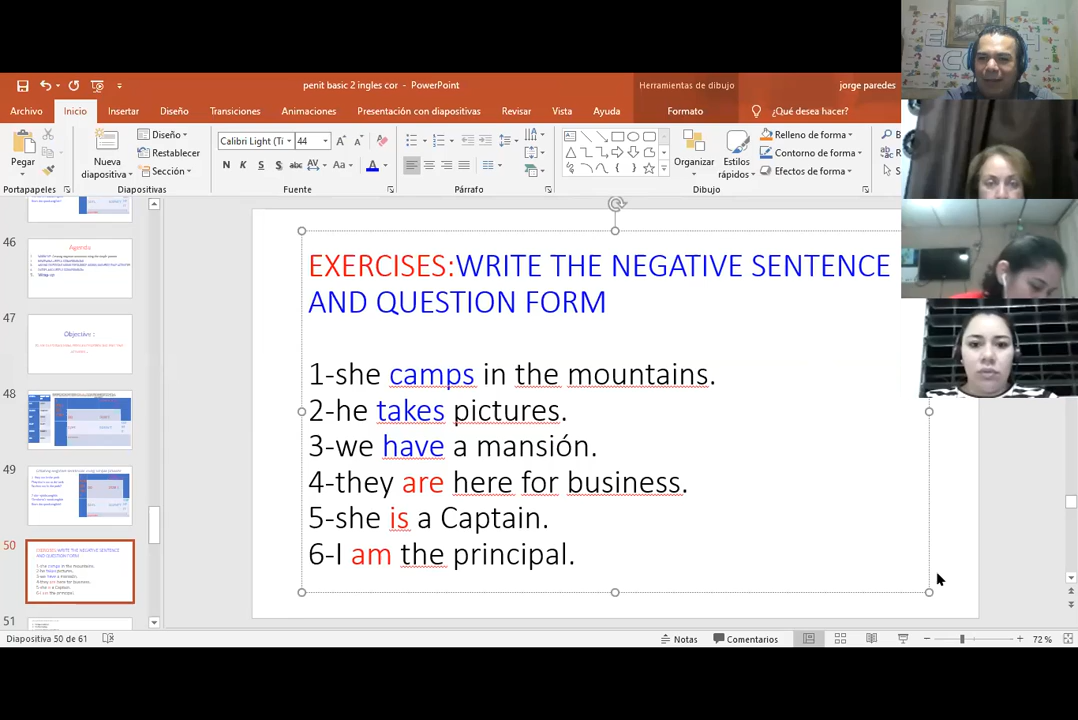 penit basic 2 ingles cor - PowerPoint
Herramientas de dibujo
jorge paredes
Archivo Inicio Insertar Diseño Transiciones Animaciones Presentación con diapositivas Revisar Vista Ayuda Formato ¿Qué desea hacer?
Pegar
Nueva diapositiva
Diseño
Restablecer
Sección
Calibri Light (Ti 44
N K S S abc AV Aa A
Organizar
Estilos rápidos
Relleno de forma
Contorno de forma
Efectos de forma
B
R
S
Portapapeles Diapositivas Fuente Párrafo Dibujo
46
Agenda
47
Objective :
48
49
50
51
EXERCISES:WRITE THE NEGATIVE SENTENCE
AND QUESTION FORM
1-she camps in the mountains.
2-he takes pictures.
3-we have a mansión.
4-they are here for business.
5-she is a Captain.
6-I am the principal.
Diapositiva 50 de 61
Notas
Comentarios
72 %